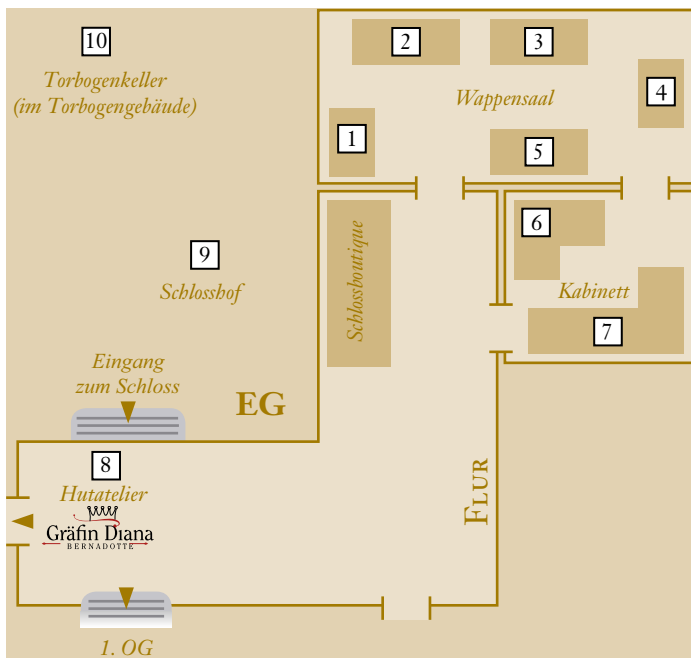 10
Torbogenkeller
(im Torbogengebäude)
2
3
4
Wappensaal
1
5
9
Schlosshof
Schlossboutique
6
Kabinett
7
Eingang
zum Schloss
EG
8
Hutatelier
Gräfin Diana
BERNADOTTE
FLUR
1. OG